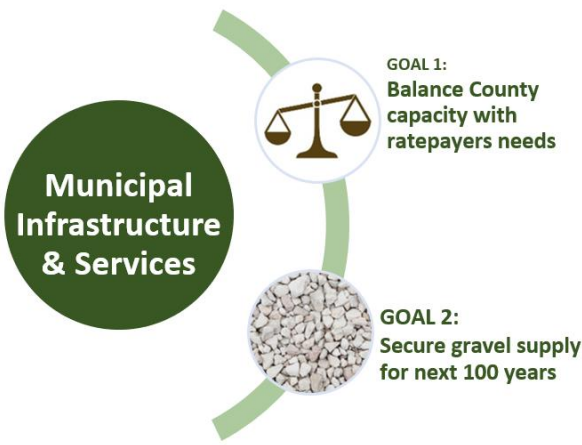 Municipal
Infrastructure
& Services
GOAL 1:
Balance County
capacity with
ratepayers needs
GOAL 2:
Secure gravel supply
for next 100 years